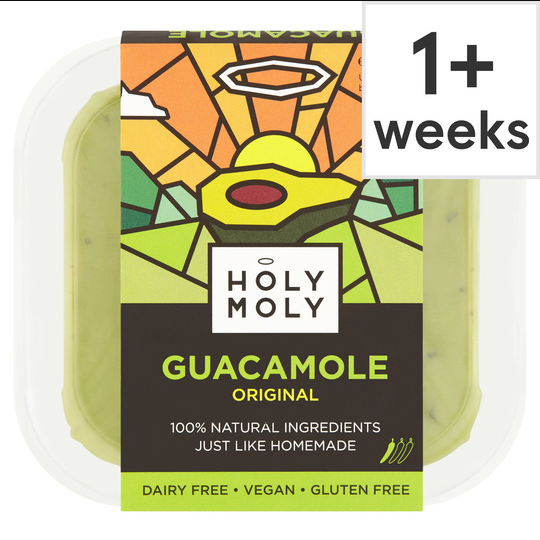 GUACAMOLE
1+
weeks
HOLY
MOLY
GUACAMOLE
ORIGINAL
100% NATURAL INGREDIENTS
JUST LIKE HOMEMADE
DAIRY FREE • VEGAN • GLUTEN FREE